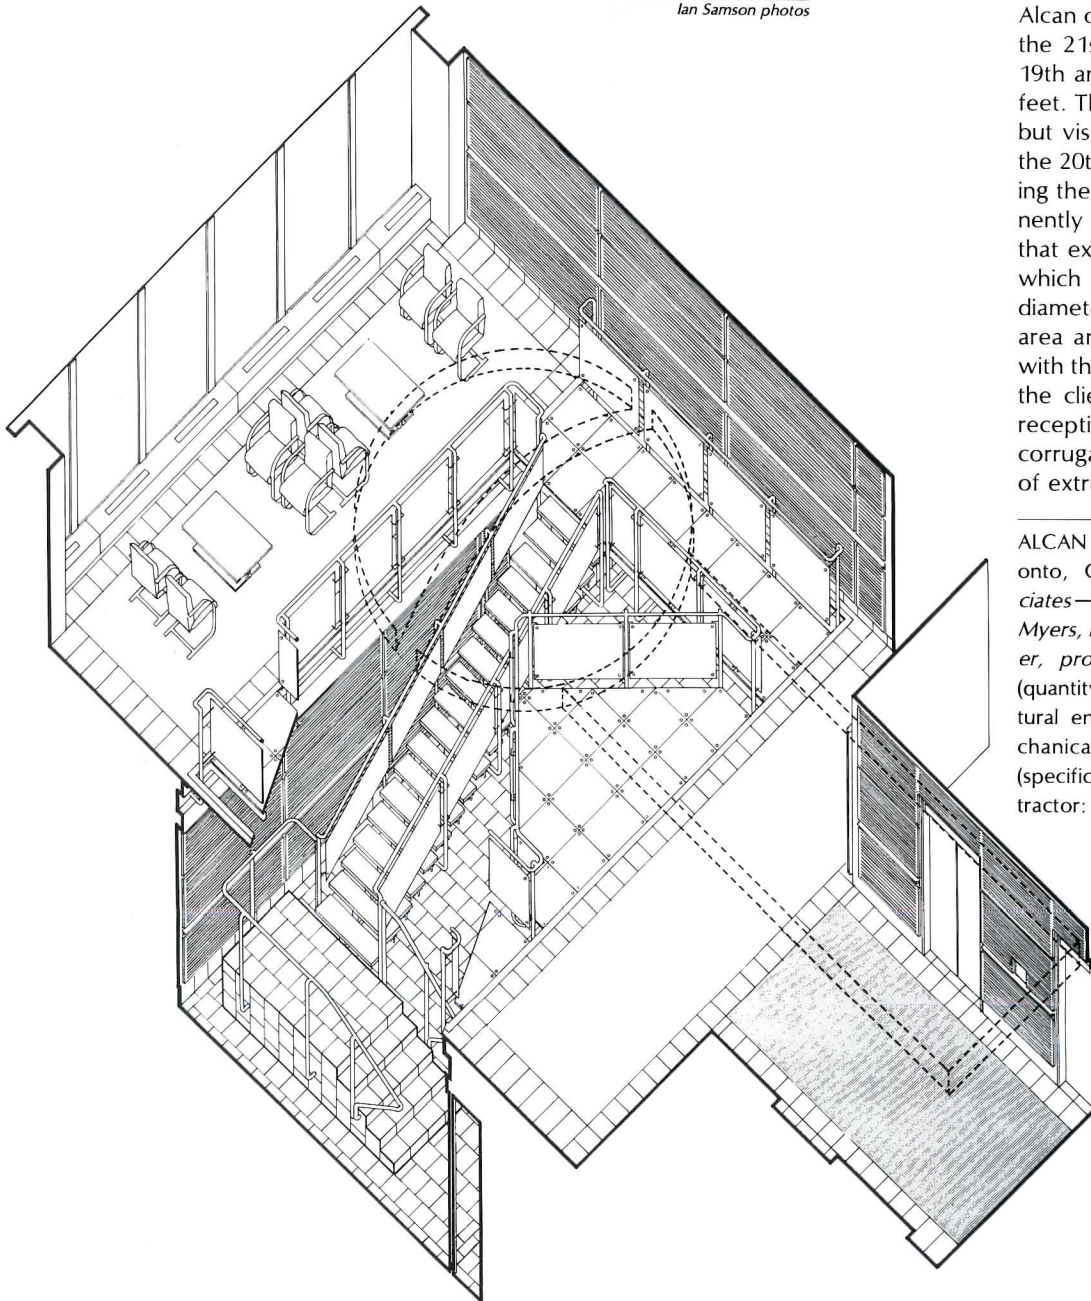 Ian Samson photos
Alcan o
the 21s
19th an
feet. Th
but vis
the 20t
ing the
nently
that ex
which
diamet
area ar
with th
the clie
recepti
corruga
of extr
ALCAN
onto, C
ciates—
Myers,
er, pro
(quantit
tural en
chanica
(specific
tractor: